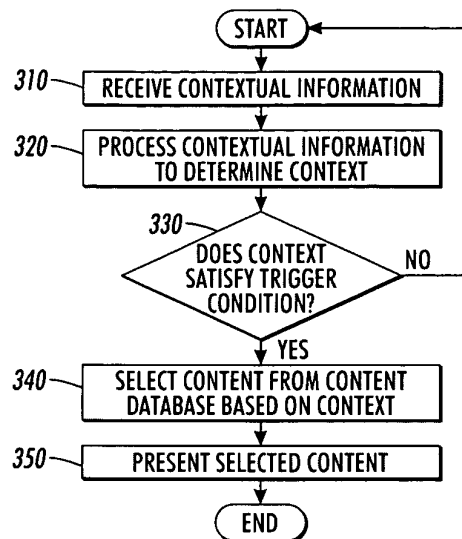 START
310
RECEIVE CONTEXTUAL INFORMATION
320
PROCESS CONTEXTUAL INFORMATION
TO DETERMINE CONTEXT
330
DOES CONTEXT
SATISFY TRIGGER
CONDITION?
NO
YES
340
SELECT CONTENT FROM CONTENT
DATABASE BASED ON CONTEXT
350
PRESENT SELECTED CONTENT
END